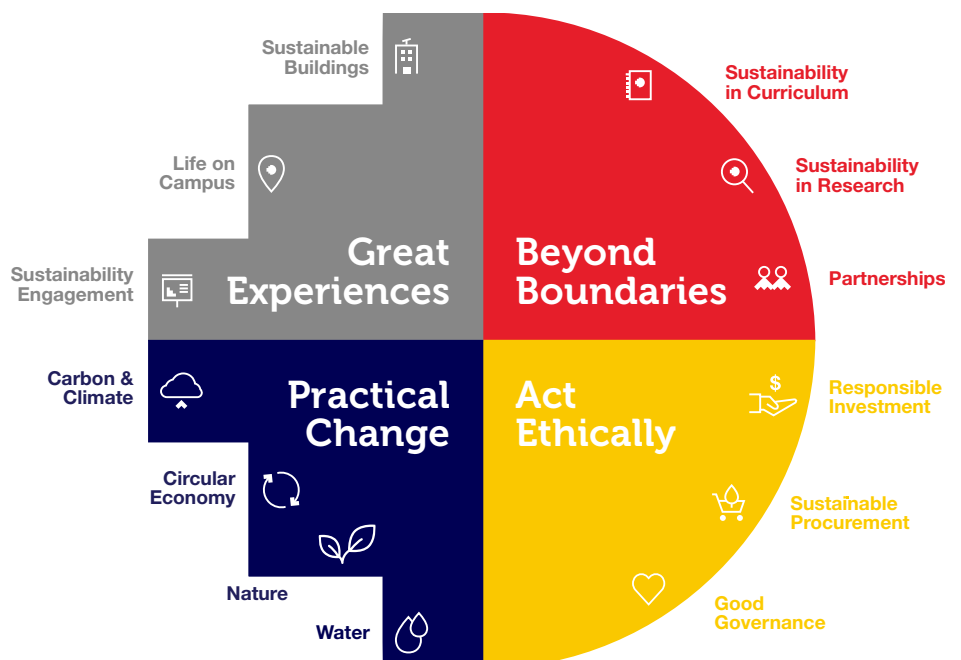 Sustainable
Buildings
Life on
Campus
Sustainability
Engagement
Great
Experiences
Beyond
Boundaries
Sustainability
in Curriculum
Sustainability
in Research
Partnerships
Carbon &
Climate
Circular
Economy
Nature
Water
Practical
Change
Act
Ethically
$
Responsible
Investment
Sustainable
Procurement
Good
Governance